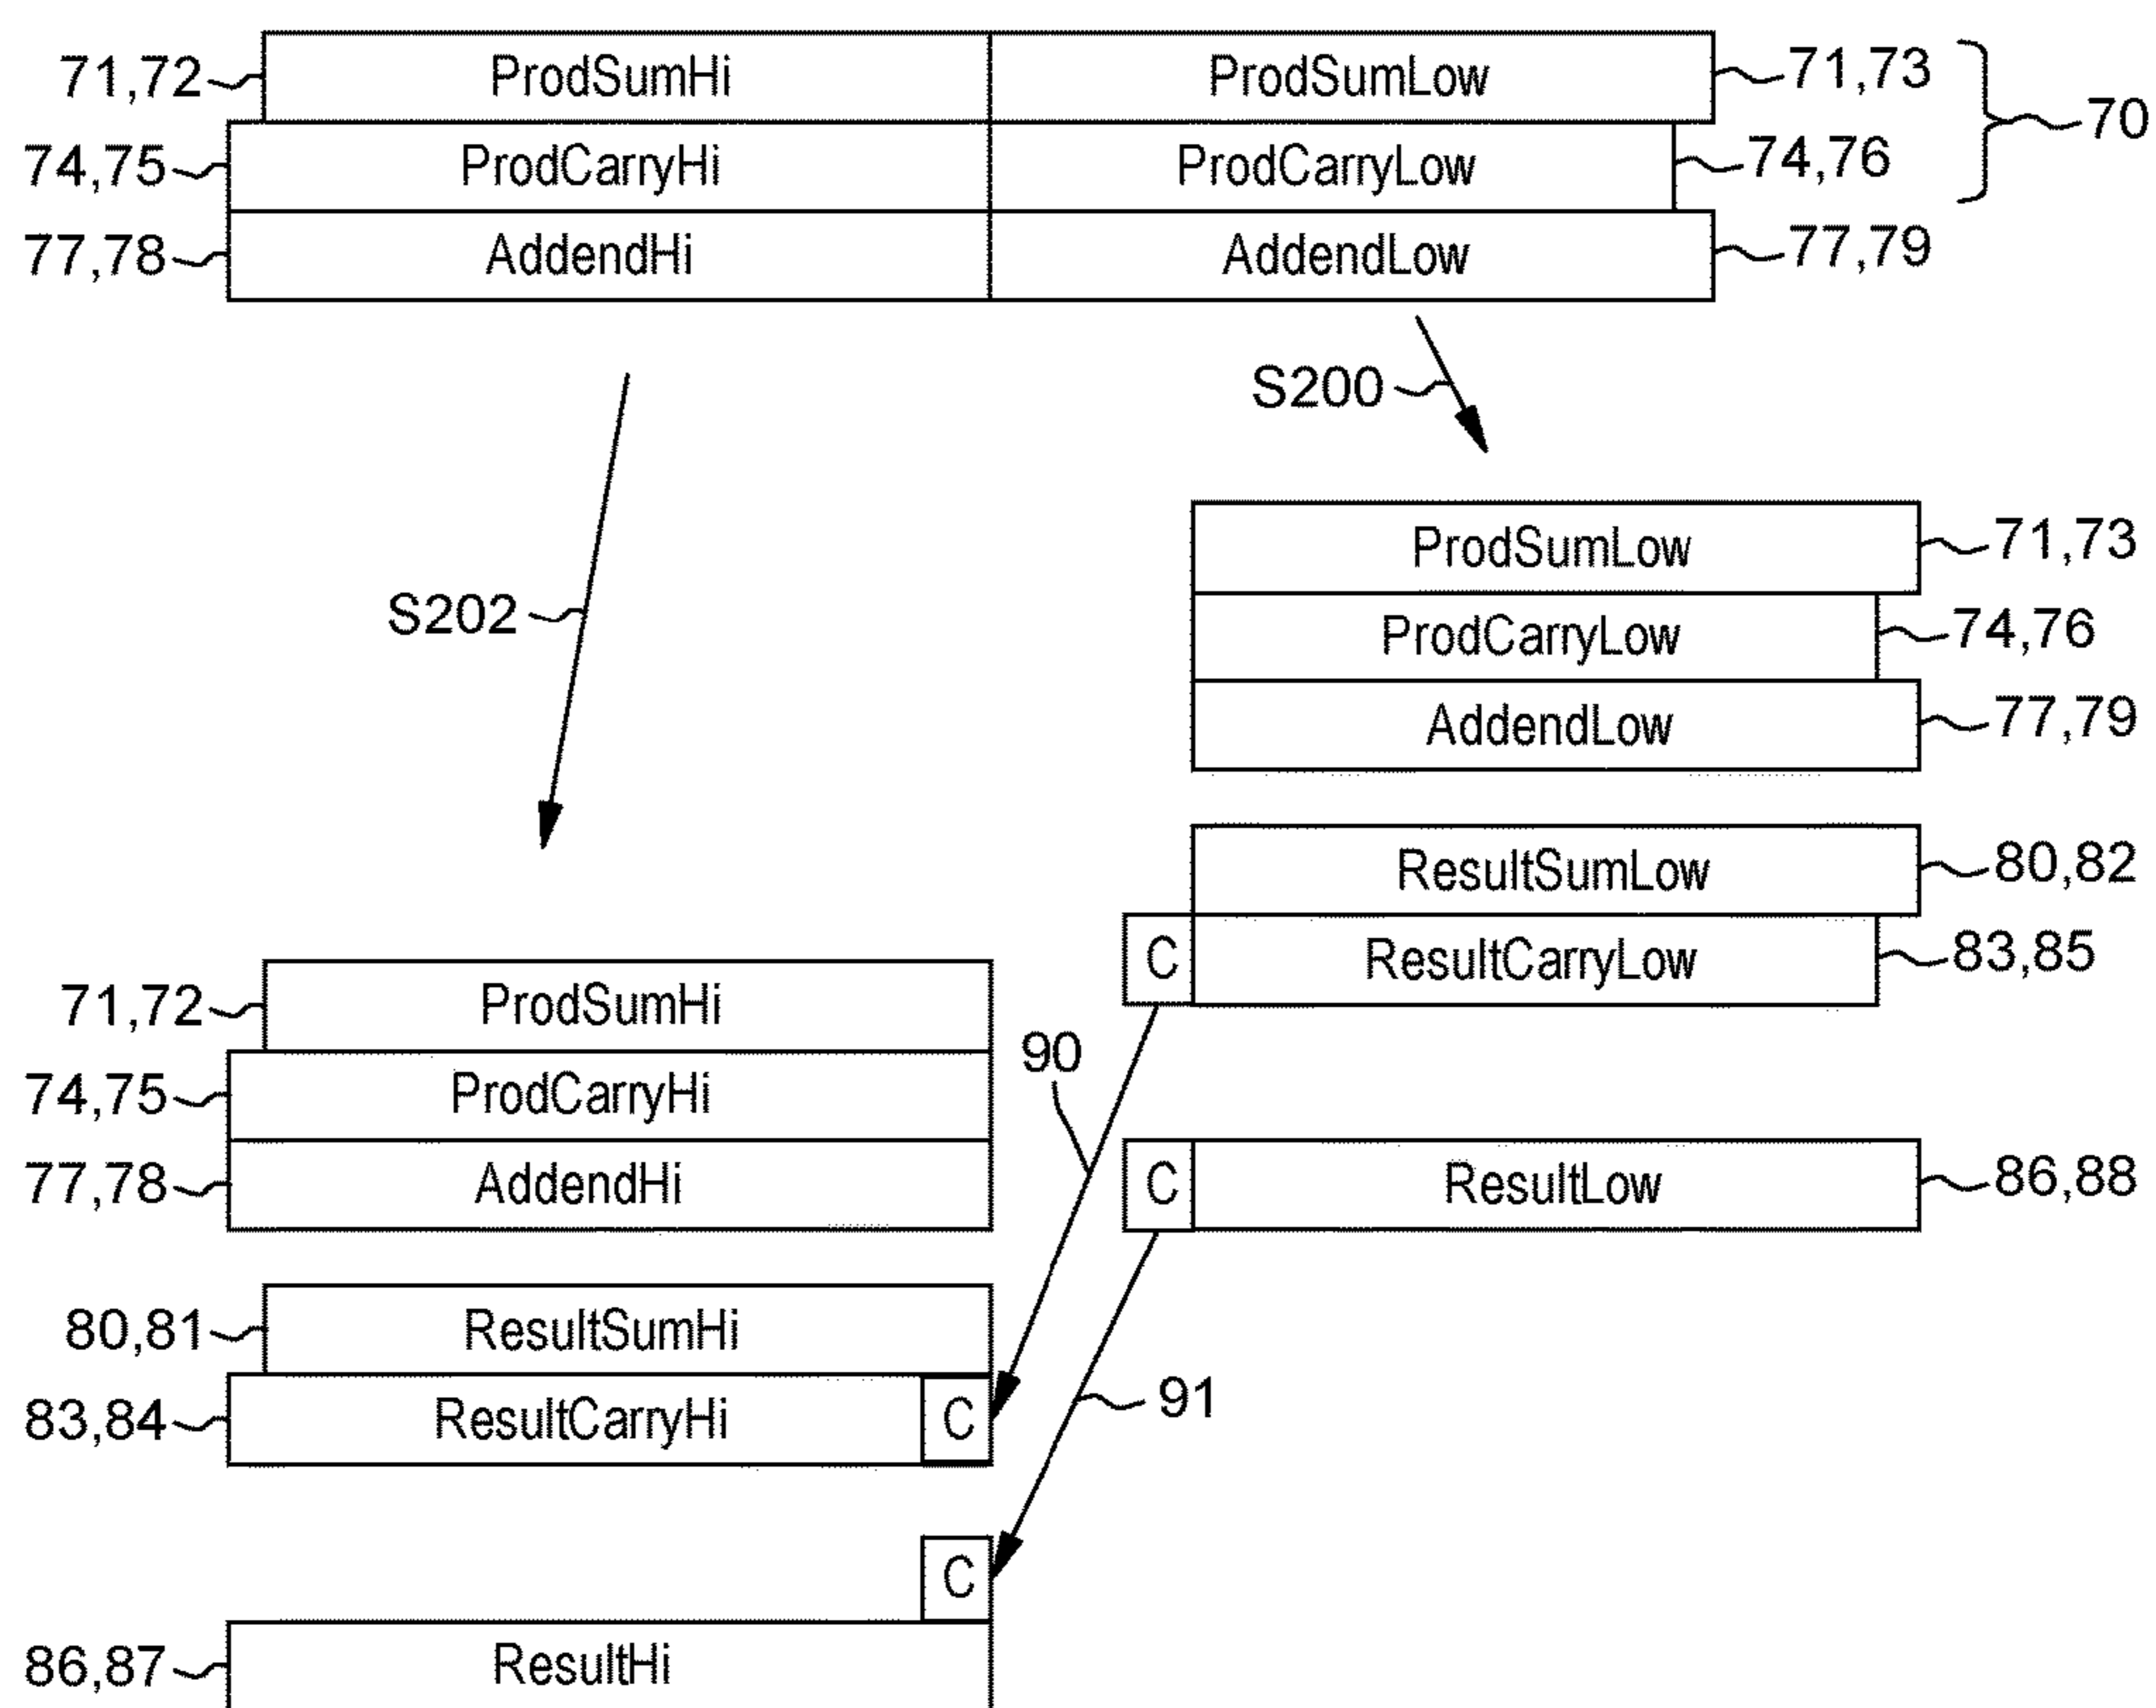 71,72 ProdSumHi ProdSumLow 71,73
70
74,75 ProdCarryHi ProdCarryLow 74,76
77,78 AddendHi AddendLow 77,79
S200
ProdSumLow 71,73
S202
ProdCarryLow 74,76
AddendLow 77,79
ResultSumLow 80,82
C ResultCarryLow 83,85
71,72 ProdSumHi
90
74,75 ProdCarryHi
77,78 AddendHi
C ResultLow 86,88
80,81 ResultSumHi
83,84 ResultCarryHi C
91
C
86,87 ResultHi